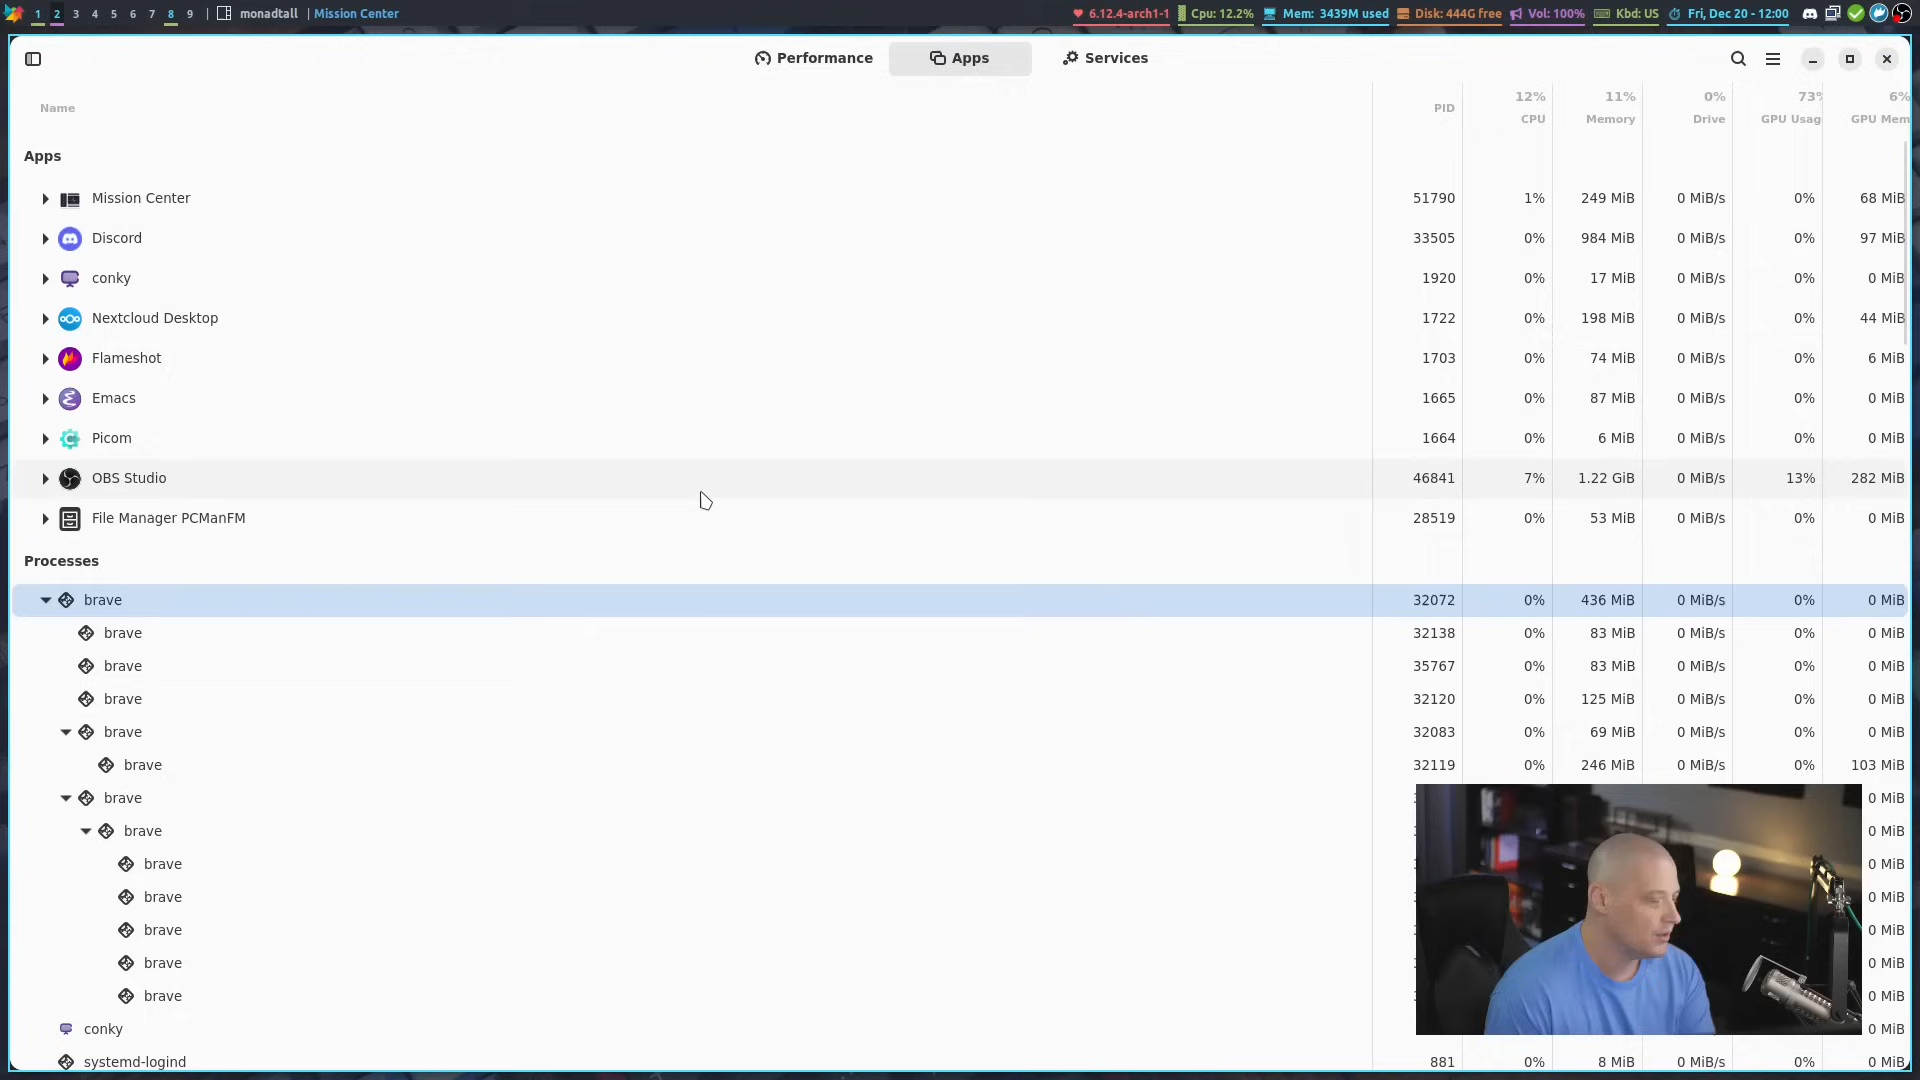 1 2 3 4 5 6 7 8 9 | monadtall | Mission Center 6.12.4-arch1-1 Cpu: 12.2% Mem: 3439M used Disk: 444G free Vol: 100% Kbd: US Fri, Dec 20 - 12:00
Performance Apps Services
Name PID 12% CPU 11% Memory 0% Drive 73% GPU Usag 6% GPU Mem
Apps
Mission Center 51790 1% 249 MiB 0 MiB/s 0% 68 MiB
Discord 33505 0% 984 MiB 0 MiB/s 0% 97 MiB
conky 1920 0% 17 MiB 0 MiB/s 0% 0 MiB
Nextcloud Desktop 1722 0% 198 MiB 0 MiB/s 0% 44 MiB
Flameshot 1703 0% 74 MiB 0 MiB/s 0% 6 MiB
Emacs 1665 0% 87 MiB 0 MiB/s 0% 0 MiB
Picom 1664 0% 6 MiB 0 MiB/s 0% 0 MiB
OBS Studio 46841 7% 1.22 GiB 0 MiB/s 13% 282 MiB
File Manager PCManFM 28519 0% 53 MiB 0 MiB/s 0% 0 MiB
Processes
brave 32072 0% 436 MiB 0 MiB/s 0% 0 MiB
brave 32138 0% 83 MiB 0 MiB/s 0% 0 MiB
brave 35767 0% 83 MiB 0 MiB/s 0% 0 MiB
brave 32120 0% 125 MiB 0 MiB/s 0% 0 MiB
brave 32083 0% 69 MiB 0 MiB/s 0% 0 MiB
brave 32119 0% 246 MiB 0 MiB/s 0% 103 MiB
brave 0 MiB
brave 0 MiB
brave 0 MiB
brave 0 MiB
brave 0 MiB
brave 0 MiB
brave 0 MiB
conky 0 MiB
systemd-logind 881 0% 8 MiB 0 MiB/s 0% 0 MiB